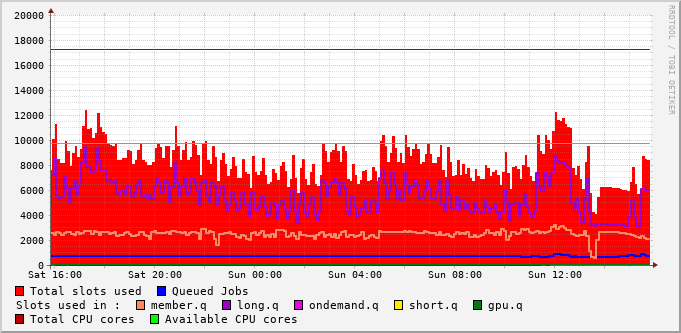 20000
18000
16000
14000
12000
10000
8000
6000
4000
2000
0
Sat 16:00 Sat 20:00 Sun 00:00 Sun 04:00 Sun 08:00 Sun 12:00
Total slots used Queued Jobs
Slots used in : member.q long.q ondemand.q short.q gpu.q
Total CPU cores Available CPU cores
RRDTOOL / TOBI OETIKER